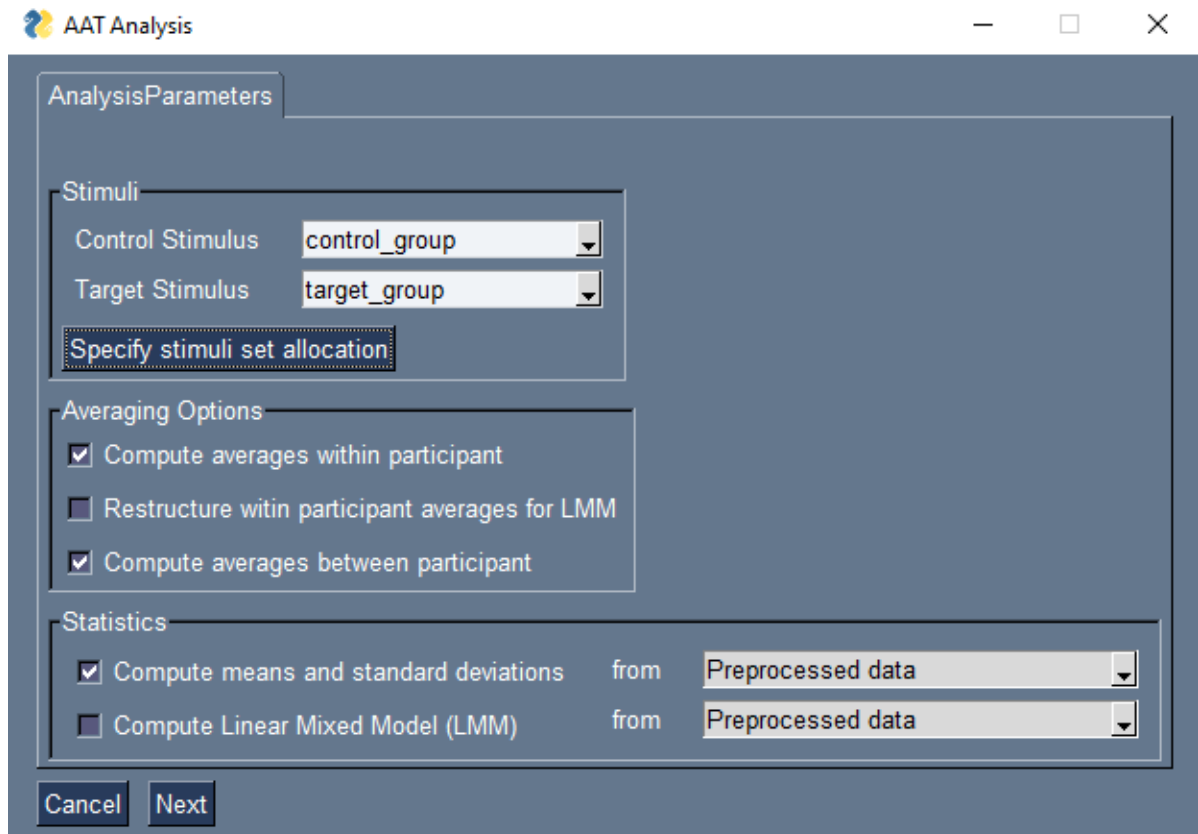 AAT Analysis
AnalysisParameters
Stimuli
Control Stimulus control_group
Target Stimulus target_group
Specify stimuli set allocation
Averaging Options
Compute averages within participant
Restructure witin participant averages for LMM
Compute averages between participant
Statistics
Compute means and standard deviations from Preprocessed data
Compute Linear Mixed Model (LMM) from Preprocessed data
Cancel Next